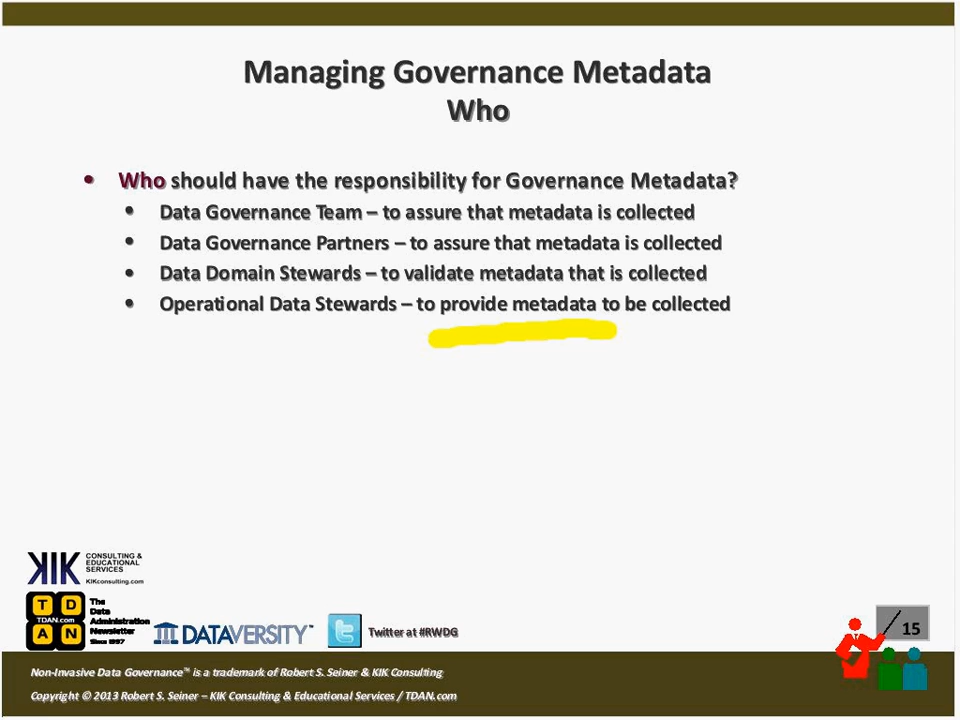 Managing Governance Metadata
Who
• Who should have the responsibility for Governance Metadata?
• Data Governance Team – to assure that metadata is collected
• Data Governance Partners – to assure that metadata is collected
• Data Domain Stewards – to validate metadata that is collected
• Operational Data Stewards – to provide metadata to be collected
KIK CONSULTING &
EDUCATIONAL
SERVICES
KIKconsulting.com
T D
TDAN.com
A N
The
Data
Administration
Newsletter
Since 1997
DATAVERSITY™
Twitter at #RWDG
15
Non-Invasive Data Governance™ is a trademark of Robert S. Seiner & KIK Consulting
Copyright © 2013 Robert S. Seiner – KIK Consulting & Educational Services / TDAN.com